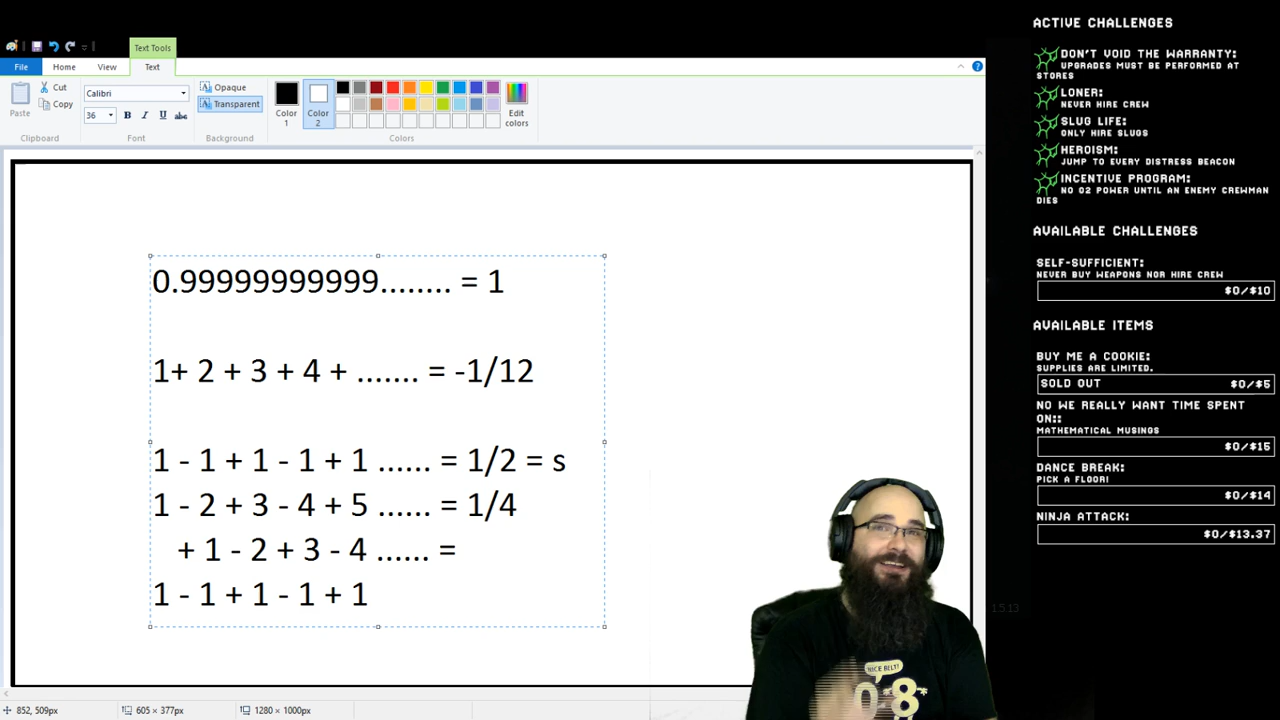 Text Tools
File Home View Text
Paste
Cut
Copy
Clipboard
Calibri
36
B I U abc
Font
Opaque
Transparent
Background
Color 1
Color 2
Edit colors
Colors
0.99999999999........ = 1
1+ 2 + 3 + 4 + ....... = -1/12
1 - 1 + 1 - 1 + 1 ...... = 1/2 = s
1 - 2 + 3 - 4 + 5 ...... = 1/4
+ 1 - 2 + 3 - 4 ...... =
1 - 1 + 1 - 1 + 1
852, 509px
605 × 377px
1280 × 1000px
NICE BELT!
0 8
1513
ACTIVE CHALLENGES
DON'T VOID THE WARRANTY:
UPGRADES MUST BE PERFORMED AT
STORES
LONER:
NEVER HIRE CREW
SLUG LIFE:
ONLY HIRE SLUGS
HEROISM:
JUMP TO EVERY DISTRESS BEACON
INCENTIVE PROGRAM:
NO O2 POWER UNTIL AN ENEMY CREWMAN
DIES
AVAILABLE CHALLENGES
SELF-SUFFICIENT:
NEVER BUY WEAPONS NOR HIRE CREW
$0/$10
AVAILABLE ITEMS
BUY ME A COOKIE:
SUPPLIES ARE LIMITED.
SOLD OUT $0/$5
NO WE REALLY WANT TIME SPENT
ON::
MATHEMATICAL MUSINGS
$0/$15
DANCE BREAK:
PICK A FLOOR!
$0/$14
NINJA ATTACK:
$0/$13.37